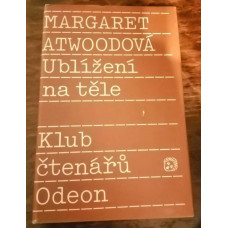 MARGARET
ATWOODOVÁ
Ublížení
na těle
Klub
čtenářů
Odeon